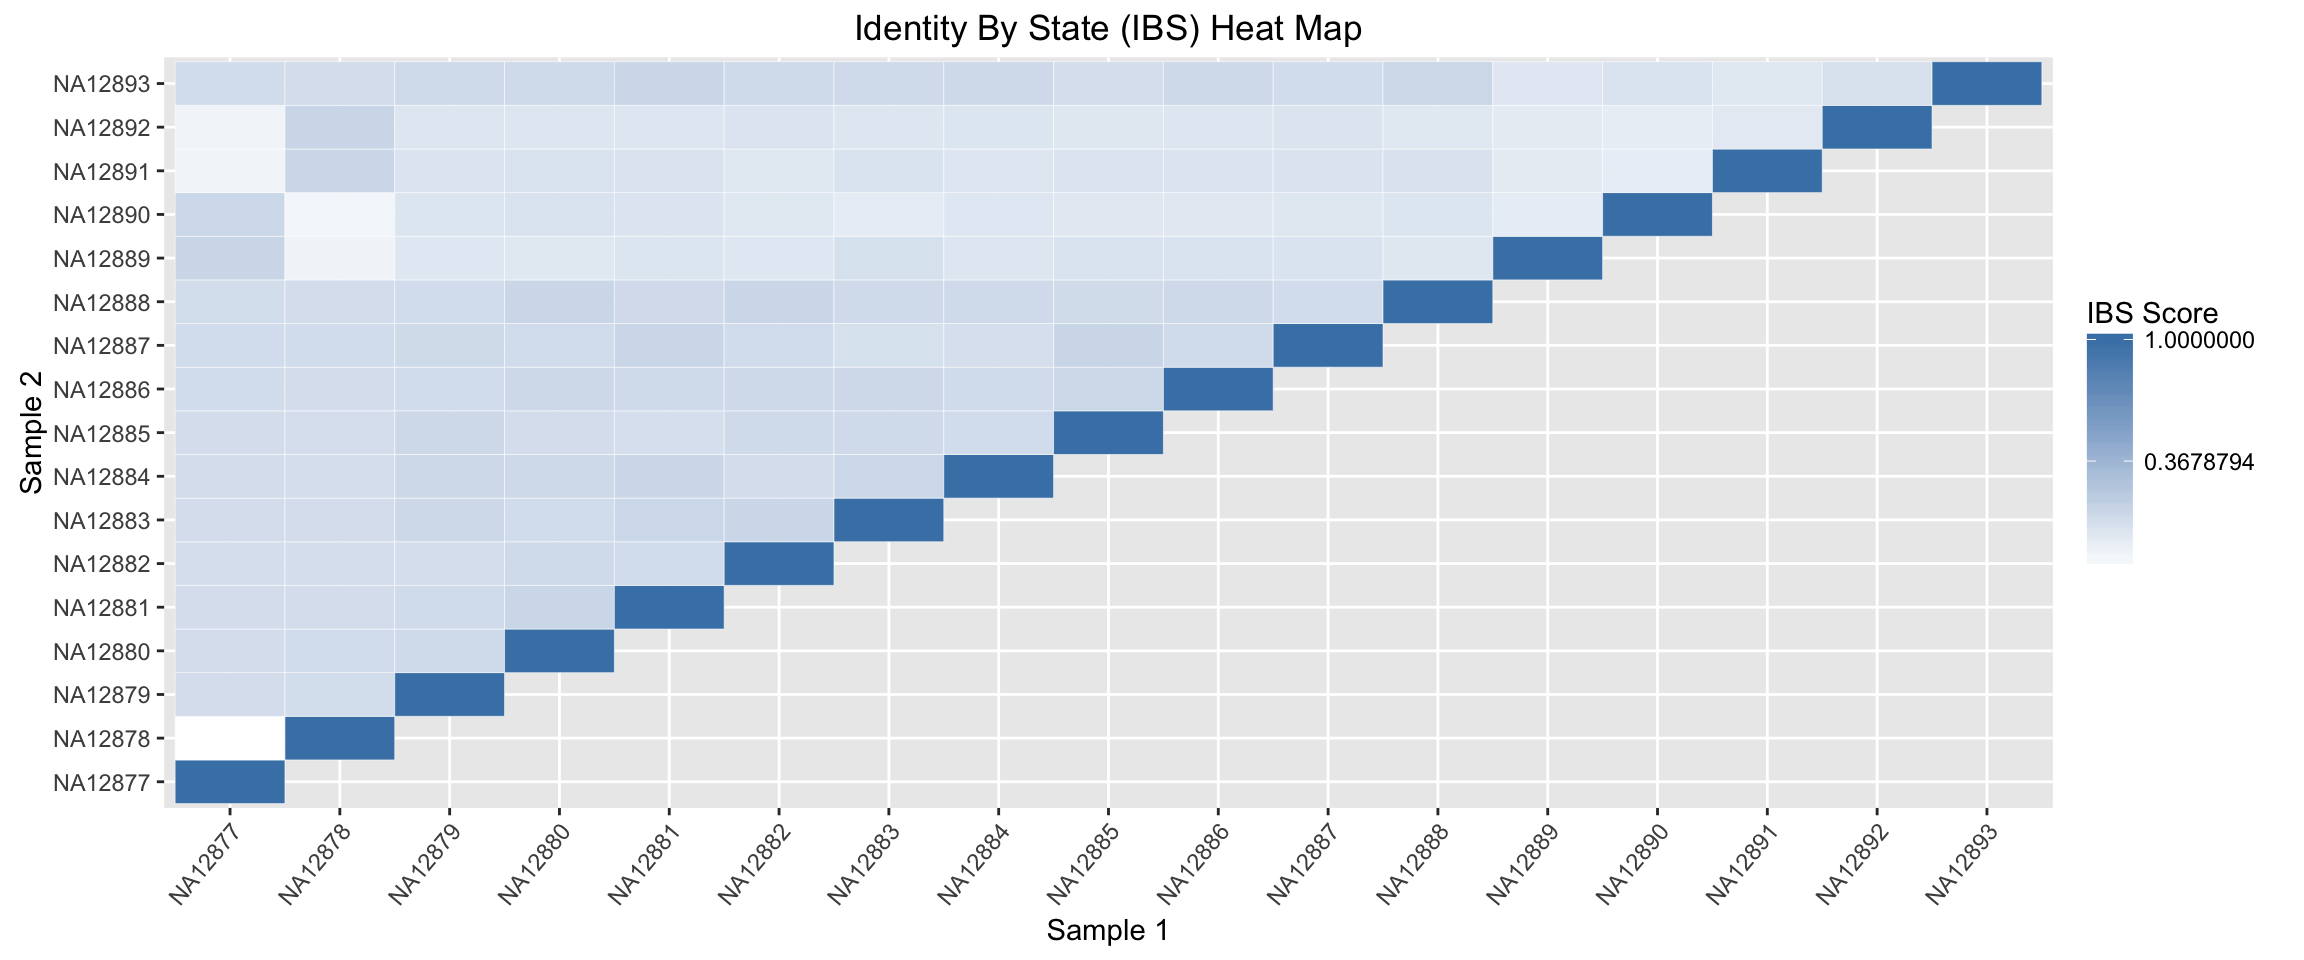 Identity By State (IBS) Heat Map
Sample 2
NA12893
NA12892
NA12891
NA12890
NA12889
NA12888
NA12887
NA12886
NA12885
NA12884
NA12883
NA12882
NA12881
NA12880
NA12879
NA12878
NA12877
NA12877
NA12878
NA12879
NA12880
NA12881
NA12882
NA12883
NA12884
NA12885
NA12886
NA12887
NA12888
NA12889
NA12890
NA12891
NA12892
NA12893
Sample 1
IBS Score
1.0000000
0.3678794